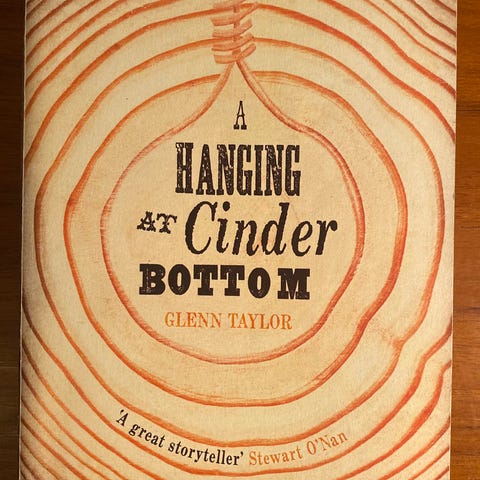 A
HANGING
AT Cinder
BOTTOM
GLENN TAYLOR
'A great storyteller' Stewart O'Nan